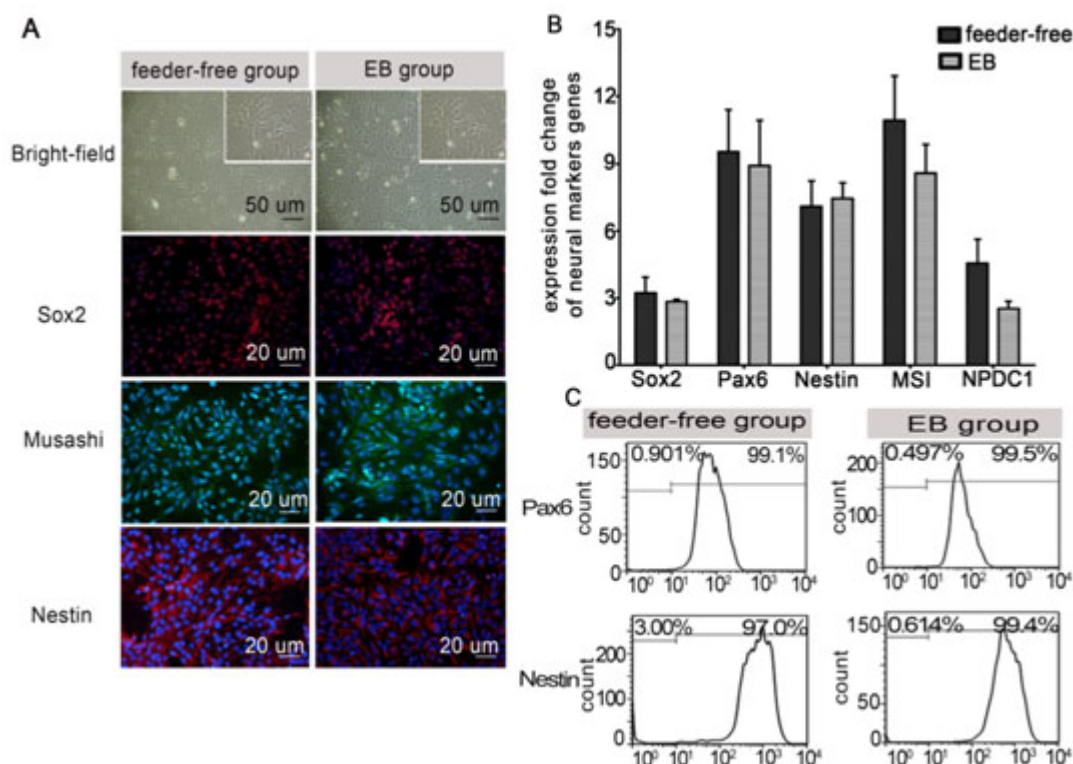 A
feeder-free group EB group
Bright-field
50 um 50 um
Sox2
20 um 20 um
Musashi
20 um 20 um
Nestin
20 um 20 um
B
expression fold change
of neural markers genes
15
12
9
6
3
0
feeder-free
EB
Sox2 Pax6 Nestin MSI NPDC1
C
feeder-free group EB group
Pax6
count
150
100
50
0
0.901% 99.1%
10⁰ 10¹ 10² 10³ 10⁴
count
200
100
0
0.497% 99.5%
10⁰ 10¹ 10² 10³ 10⁴
Nestin
count
200
100
0
3.00% 97.0%
10⁰ 10¹ 10² 10³ 10⁴
count
150
100
50
0
0.614% 99.4%
10⁰ 10¹ 10² 10³ 10⁴